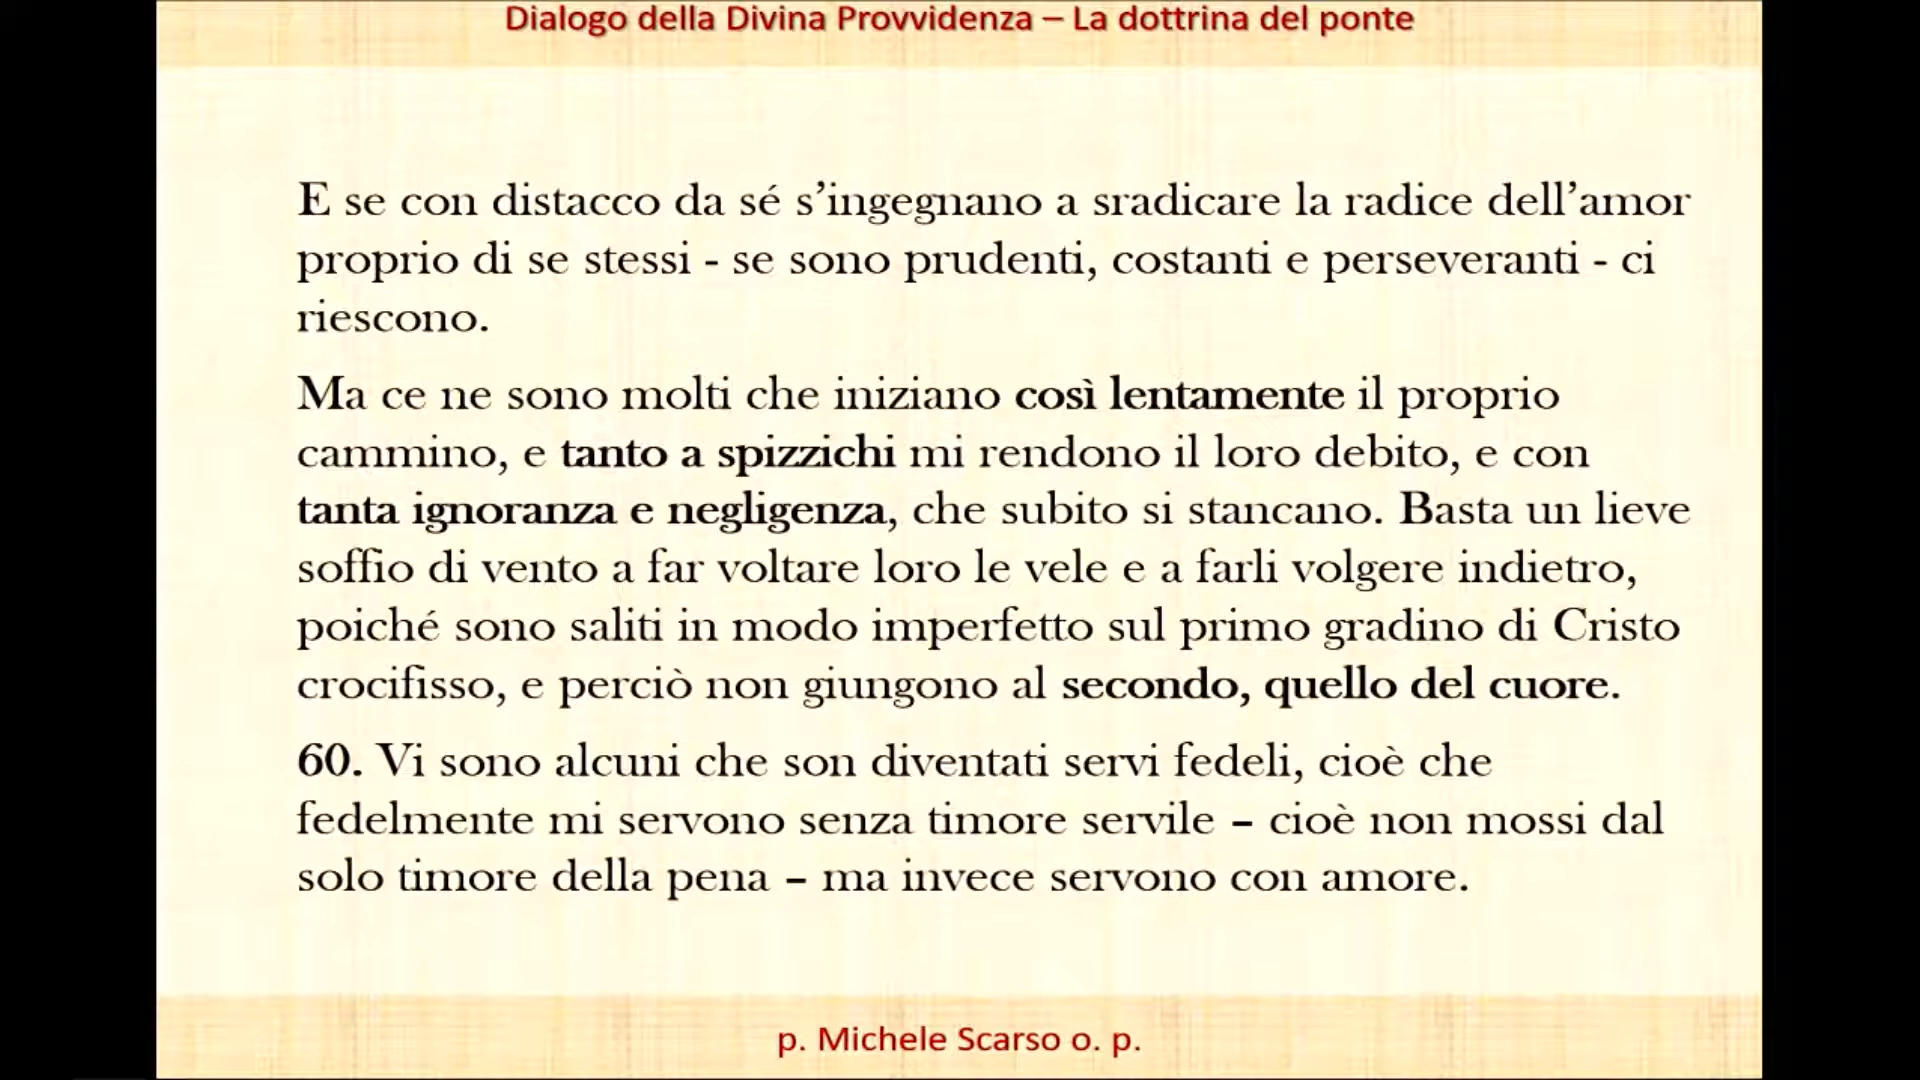 Dialogo della Divina Provvidenza – La dottrina del ponte
E se con distacco da sé s’ingegnano a sradicare la radice dell’amor
proprio di se stessi - se sono prudenti, costanti e perseveranti - ci
riescono.
Ma ce ne sono molti che iniziano così lentamente il proprio
cammino, e tanto a spizzichi mi rendono il loro debito, e con
tanta ignoranza e negligenza, che subito si stancano. Basta un lieve
soffio di vento a far voltare loro le vele e a farli volgere indietro,
poiché sono saliti in modo imperfetto sul primo gradino di Cristo
crocifisso, e perciò non giungono al secondo, quello del cuore.
60. Vi sono alcuni che son diventati servi fedeli, cioè che
fedelmente mi servono senza timore servile – cioè non mossi dal
solo timore della pena – ma invece servono con amore.
p. Michele Scarso o. p.